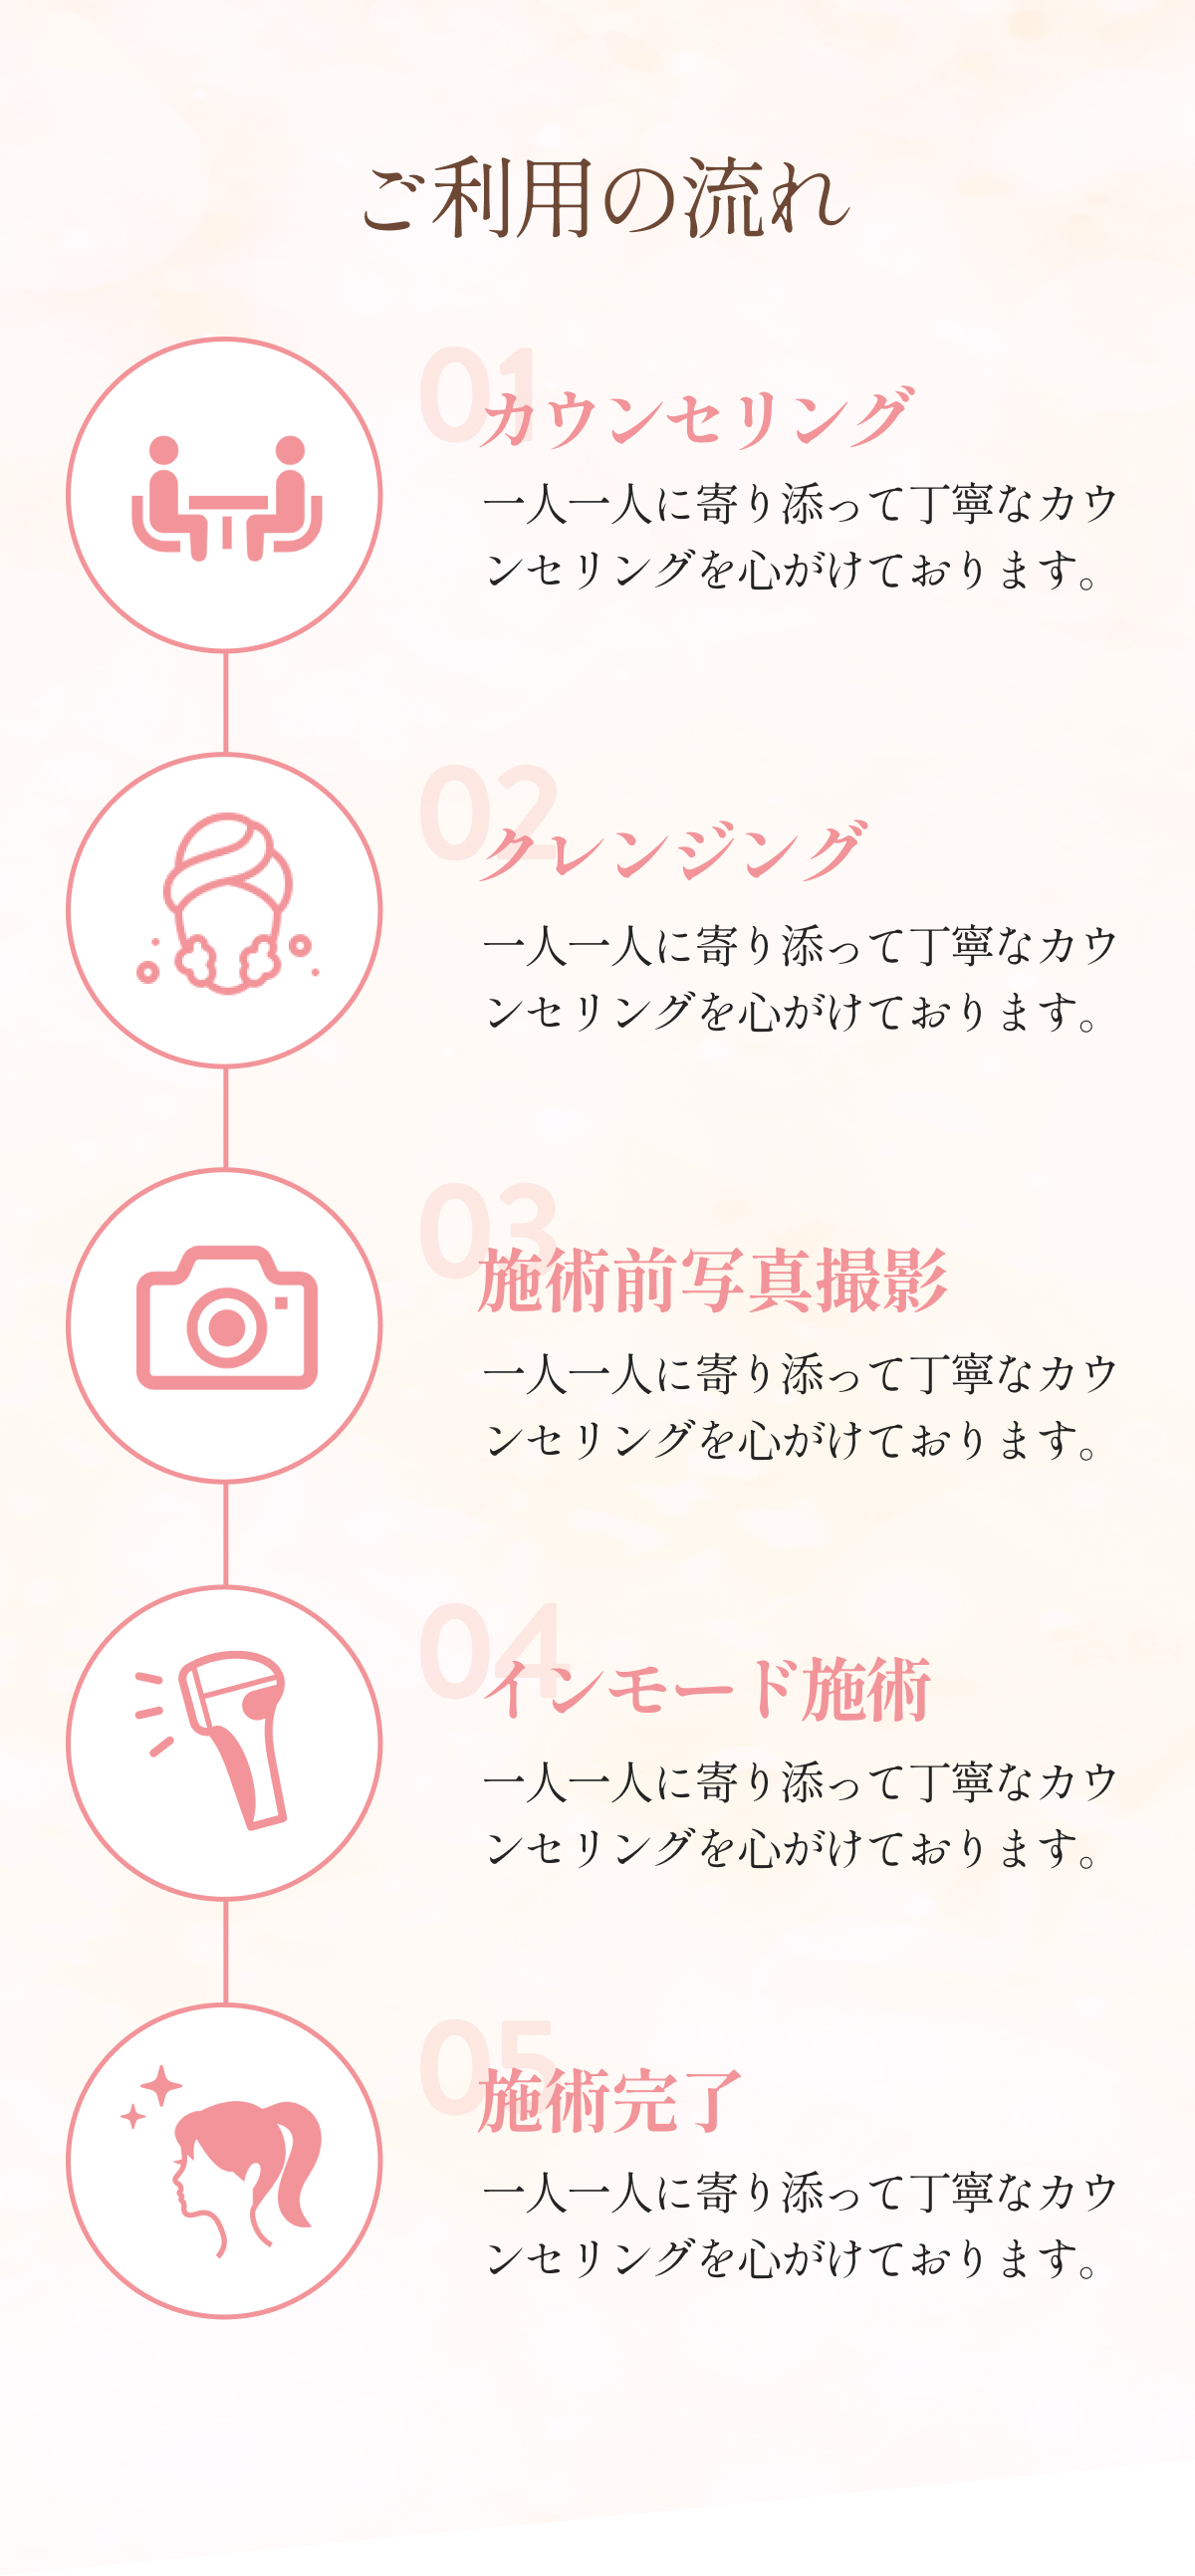 ご利用の流れ
01
カウンセリング
一人一人に寄り添って丁寧なカウ
ンセリングを心がけております。
02
クレンジング
一人一人に寄り添って丁寧なカウ
ンセリングを心がけております。
03
施術前写真撮影
一人一人に寄り添って丁寧なカウ
ンセリングを心がけております。
04
インモード施術
一人一人に寄り添って丁寧なカウ
ンセリングを心がけております。
05
施術完了
一人一人に寄り添って丁寧なカウ
ンセリングを心がけております。